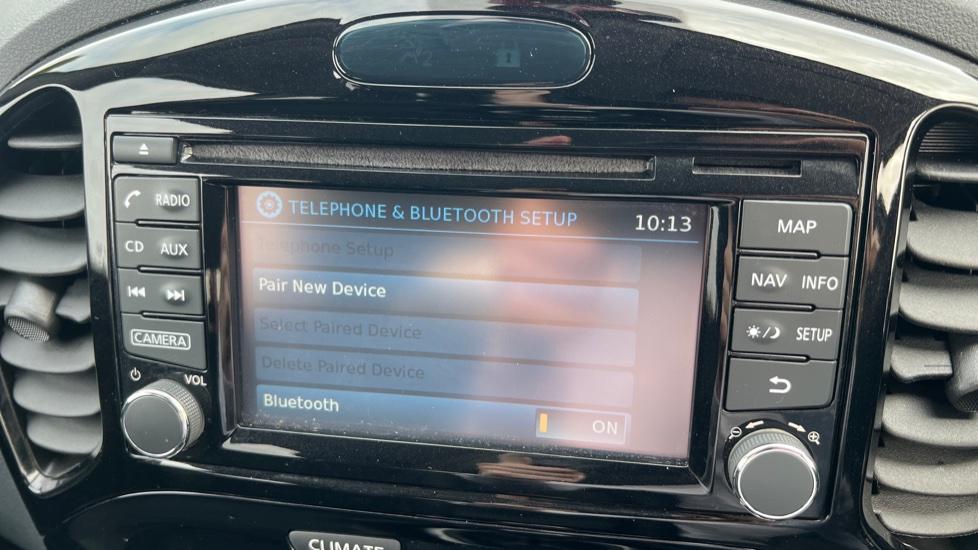 2
RADIO
CD AUX
CAMERA
VOL
TELEPHONE & BLUETOOTH SETUP 10:13
Telephone Setup
Pair New Device
Select Paired Device
Delete Paired Device
Bluetooth ON
MAP
NAV INFO
SETUP
CLIMATE